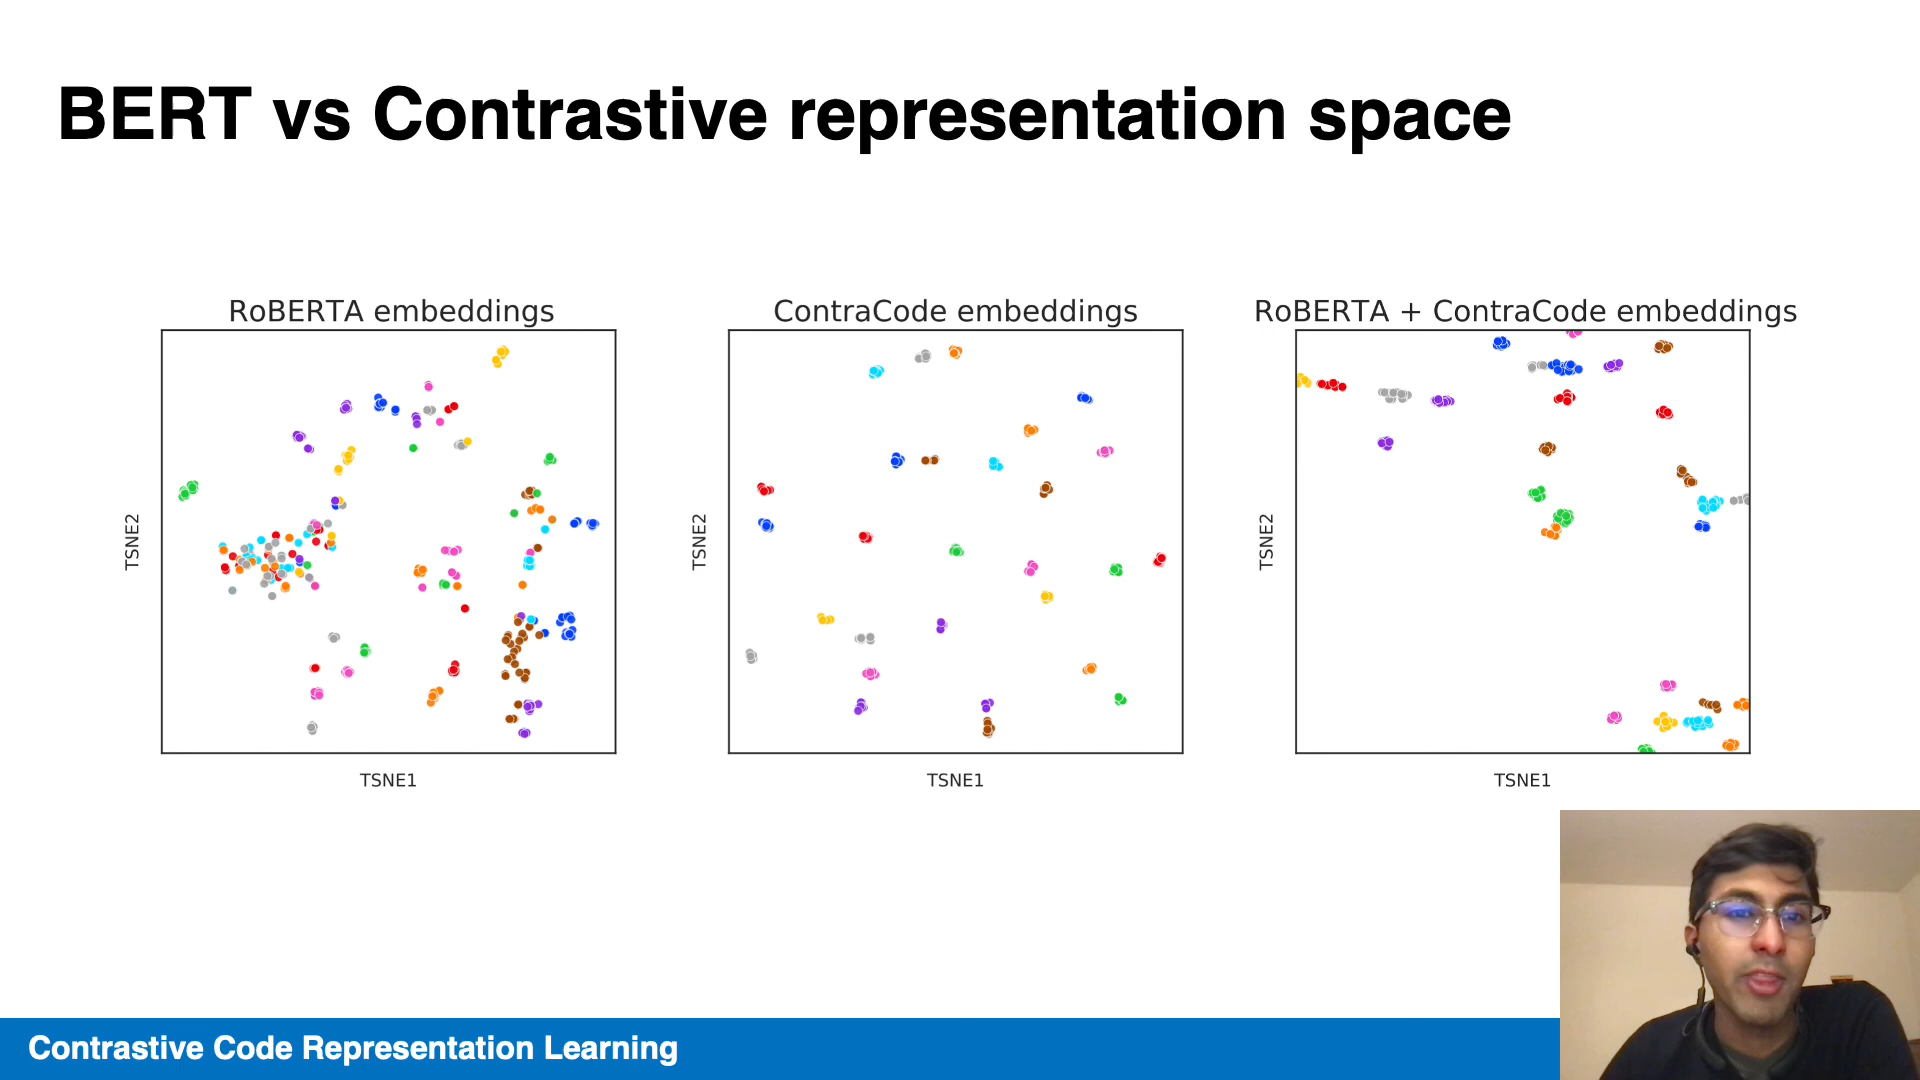 BERT vs Contrastive representation space
RoBERTA embeddings
TSNE2
TSNE1
ContraCode embeddings
TSNE2
TSNE1
RoBERTA + ContraCode embeddings
TSNE2
TSNE1
Contrastive Code Representation Learning